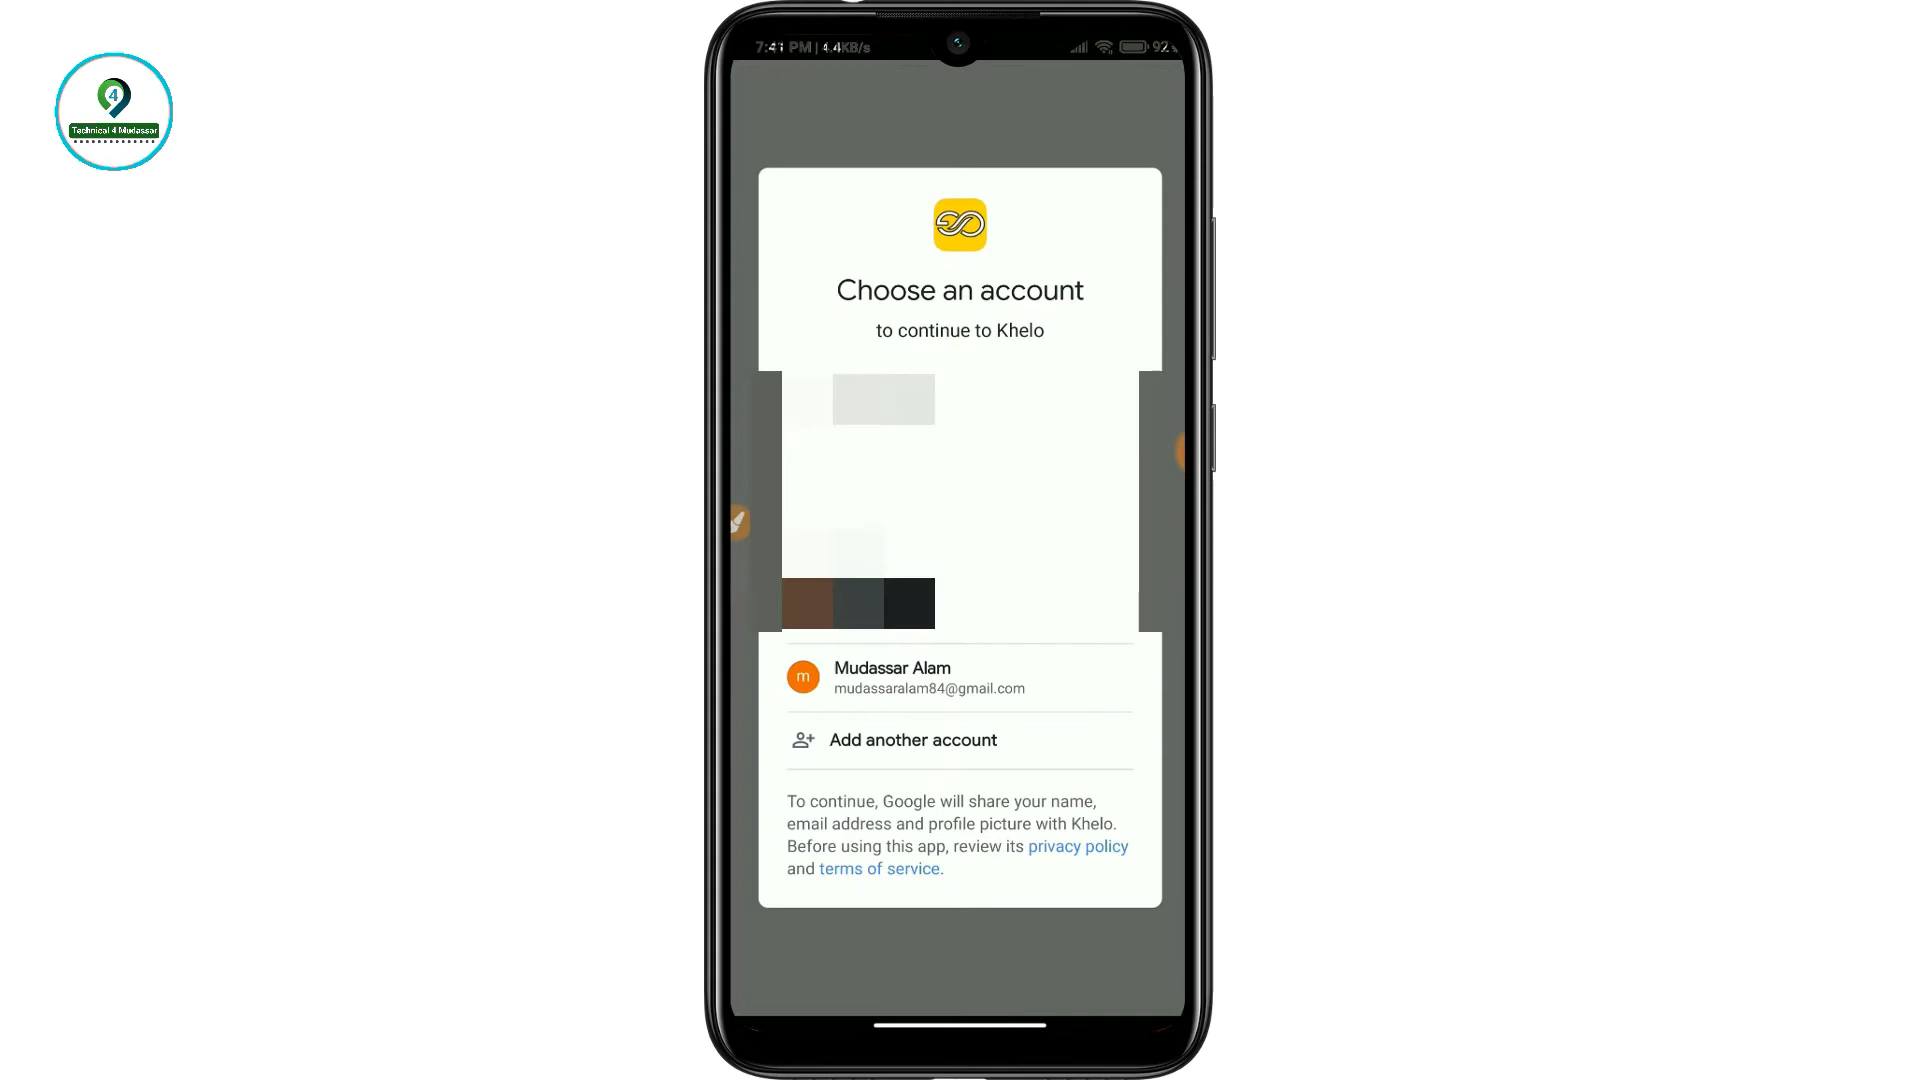 4
Technical 4 Mudassar
7:41 PM | 4.4KB/s
92
Choose an account
to continue to Khelo
m
Mudassar Alam
mudassaralam84@gmail.com
Add another account
To continue, Google will share your name,
email address and profile picture with Khelo.
Before using this app, review its privacy policy
and terms of service.